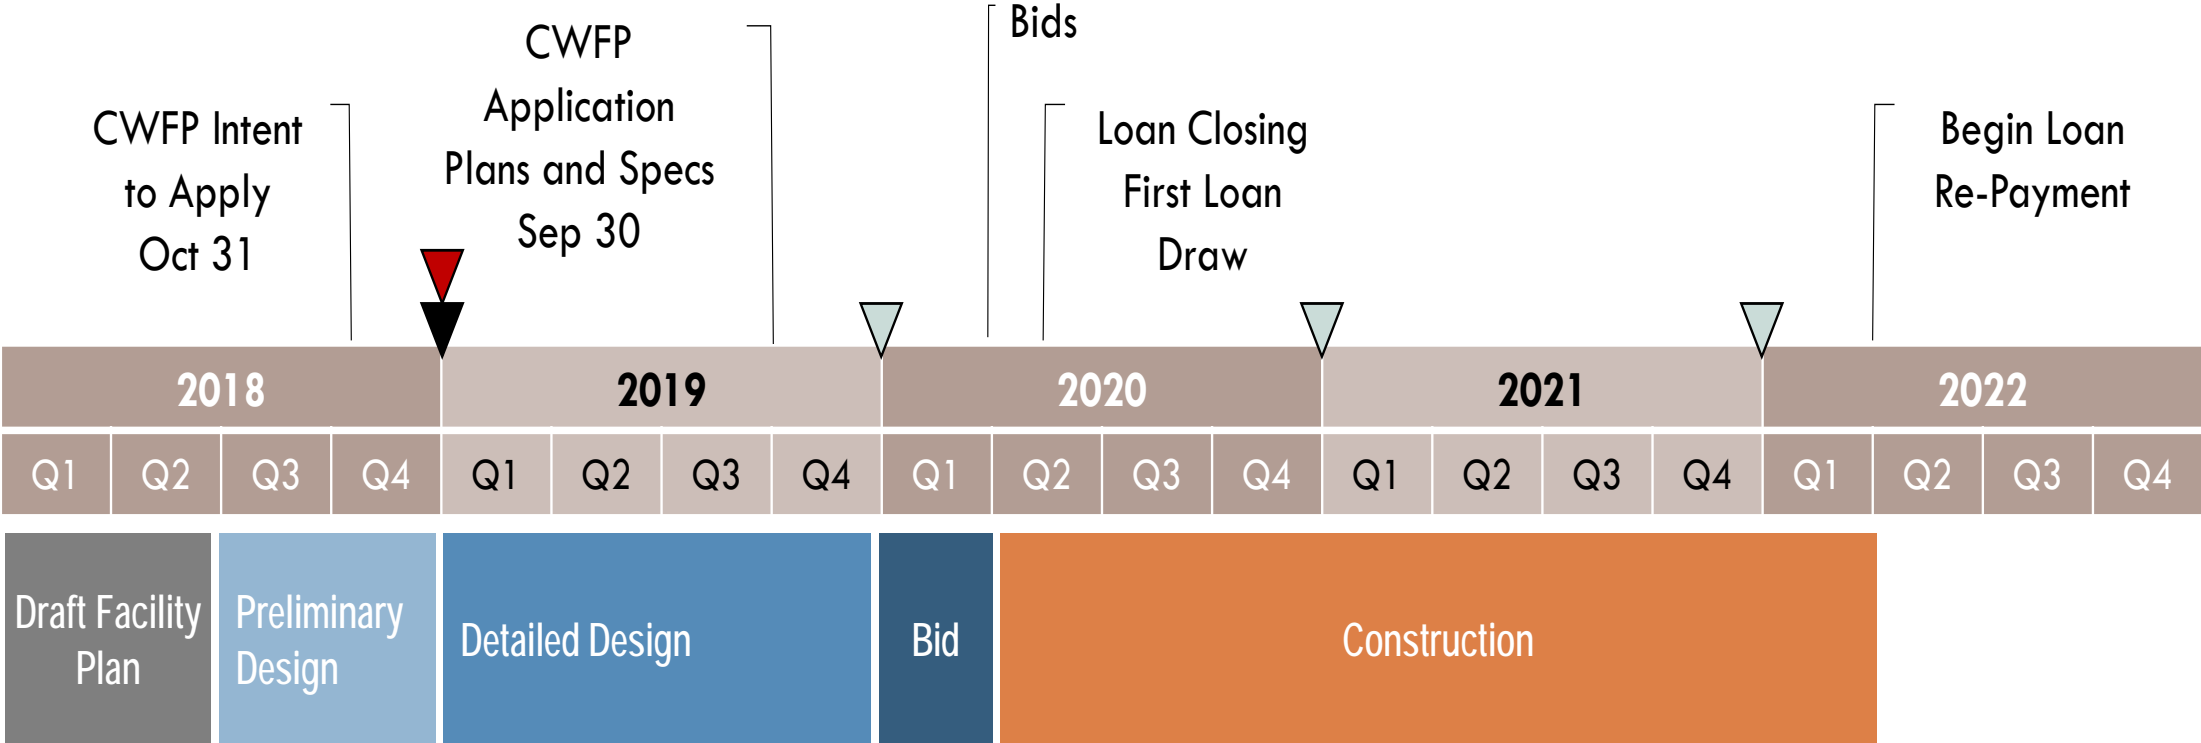 Bids
CWFP
Application
Plans and Specs
Sep 30
CWFP Intent
to Apply
Oct 31
Loan Closing
First Loan
Draw
Begin Loan
Re-Payment
2018 2019 2020 2021 2022
Q1 Q2 Q3 Q4 Q1 Q2 Q3 Q4 Q1 Q2 Q3 Q4 Q1 Q2 Q3 Q4 Q1 Q2 Q3 Q4
Draft Facility
Plan
Preliminary
Design
Detailed Design
Bid
Construction